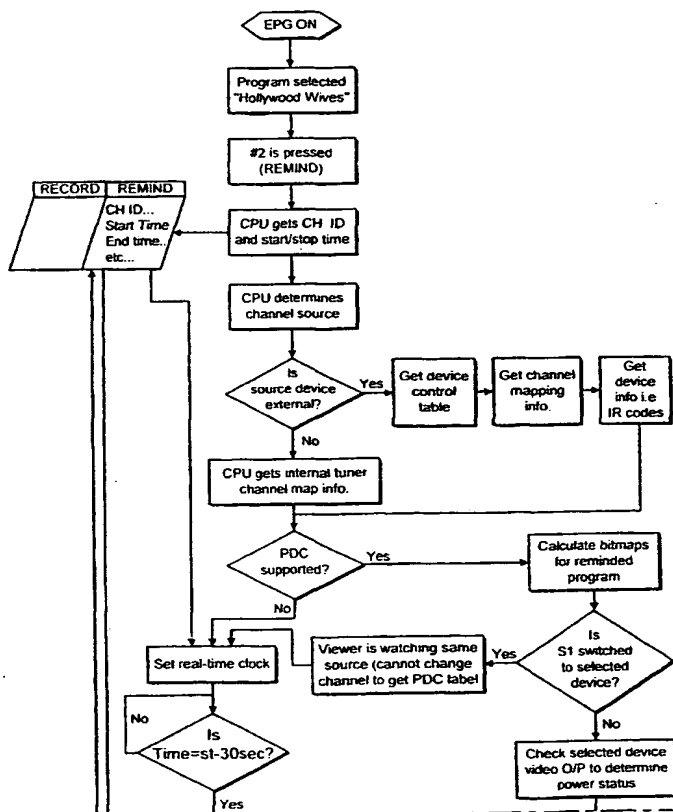 EPG ON
Program selected
"Hollywood Wives"
#2 is pressed
(REMIND)
RECORD REMIND
CH ID...
Start Time
End time..
etc...
CPU gets CH ID
and start/stop time
CPU determines
channel source
Is
source device
external?
Yes
Get device
control
table
Get channel
mapping
info.
Get
device
info i.e
IR codes
No
CPU gets internal tuner
channel map info.
PDC
supported?
Yes
Calculate bitmaps
for reminded
program
No
Is
S1 switched
to selected
device?
Yes
Viewer is watching same
source (cannot change
channel to get PDC label
Set real-time clock
No
Is
Time=st-30sec?
Yes
No
Check selected device
video O/P to determine
power status